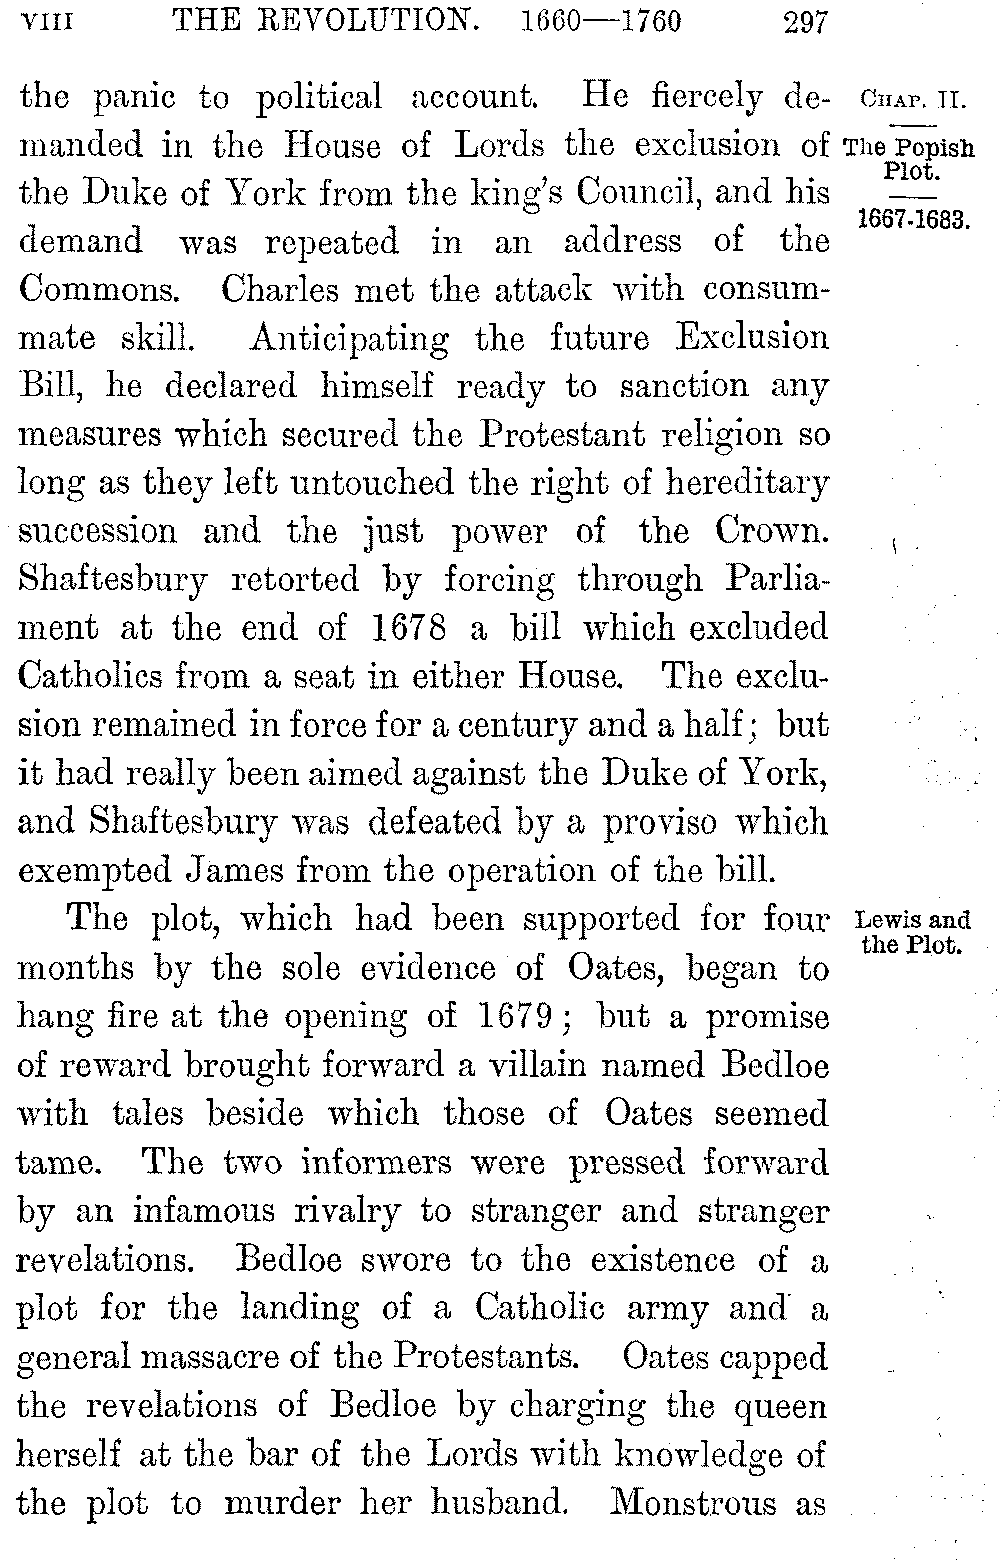 VIII THE REVOLUTION. 1660—1760 297
the panic to political account. He fiercely de-
manded in the House of Lords the exclusion of
the Duke of York from the king's Council, and his
demand was repeated in an address of the
Commons. Charles met the attack with consum-
mate skill. Anticipating the future Exclusion
Bill, he declared himself ready to sanction any
measures which secured the Protestant religion so
long as they left untouched the right of hereditary
succession and the just power of the Crown.
Shaftesbury retorted by forcing through Parlia-
ment at the end of 1678 a bill which excluded
Catholics from a seat in either House. The exclu-
sion remained in force for a century and a half; but
it had really been aimed against the Duke of York,
and Shaftesbury was defeated by a proviso which
exempted James from the operation of the bill.
The plot, which had been supported for four
months by the sole evidence of Oates, began to
hang fire at the opening of 1679; but a promise
of reward brought forward a villain named Bedloe
with tales beside which those of Oates seemed
tame. The two informers were pressed forward
by an infamous rivalry to stranger and stranger
revelations. Bedloe swore to the existence of a
plot for the landing of a Catholic army and a
general massacre of the Protestants. Oates capped
the revelations of Bedloe by charging the queen
herself at the bar of the Lords with knowledge of
the plot to murder her husband. Monstrous as
CHAP. II.
The Popish
Plot.
1667-1683.
Lewis and
the Plot.